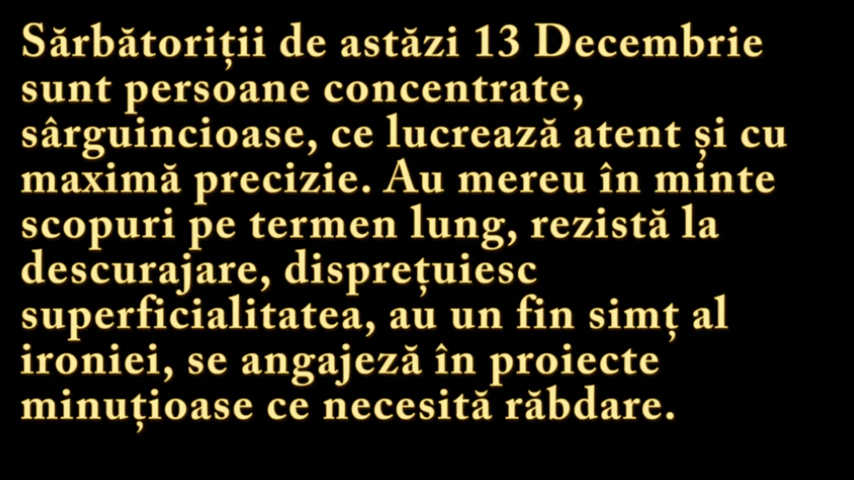 Sărbătoriții de astăzi 13 Decembrie
sunt persoane concentrate,
sârguincioase, ce lucrează atent și cu
maximă precizie. Au mereu în minte
scopuri pe termen lung, rezistă la
descurajare, disprețuiesc
superficialitatea, au un fin simț al
ironiei, se angajeză în proiecte
minuțioase ce necesită răbdare.